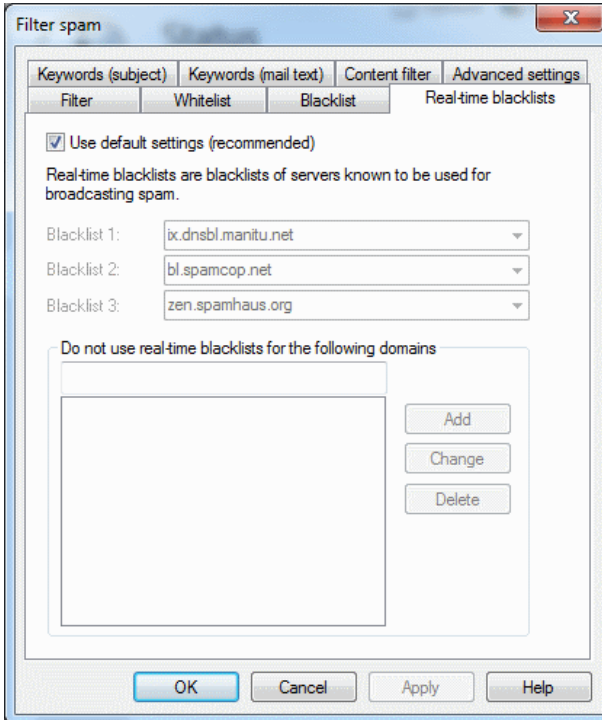 Filter spam
Keywords (subject) Keywords (mail text) Content filter Advanced settings
Filter Whitelist Blacklist Real-time blacklists
Use default settings (recommended)
Real-time blacklists are blacklists of servers known to be used for
broadcasting spam.
Blacklist 1: ix.dnsbl.manitu.net
Blacklist 2: bl.spamcop.net
Blacklist 3: zen.spamhaus.org
Do not use real-time blacklists for the following domains
Add
Change
Delete
OK Cancel Apply Help